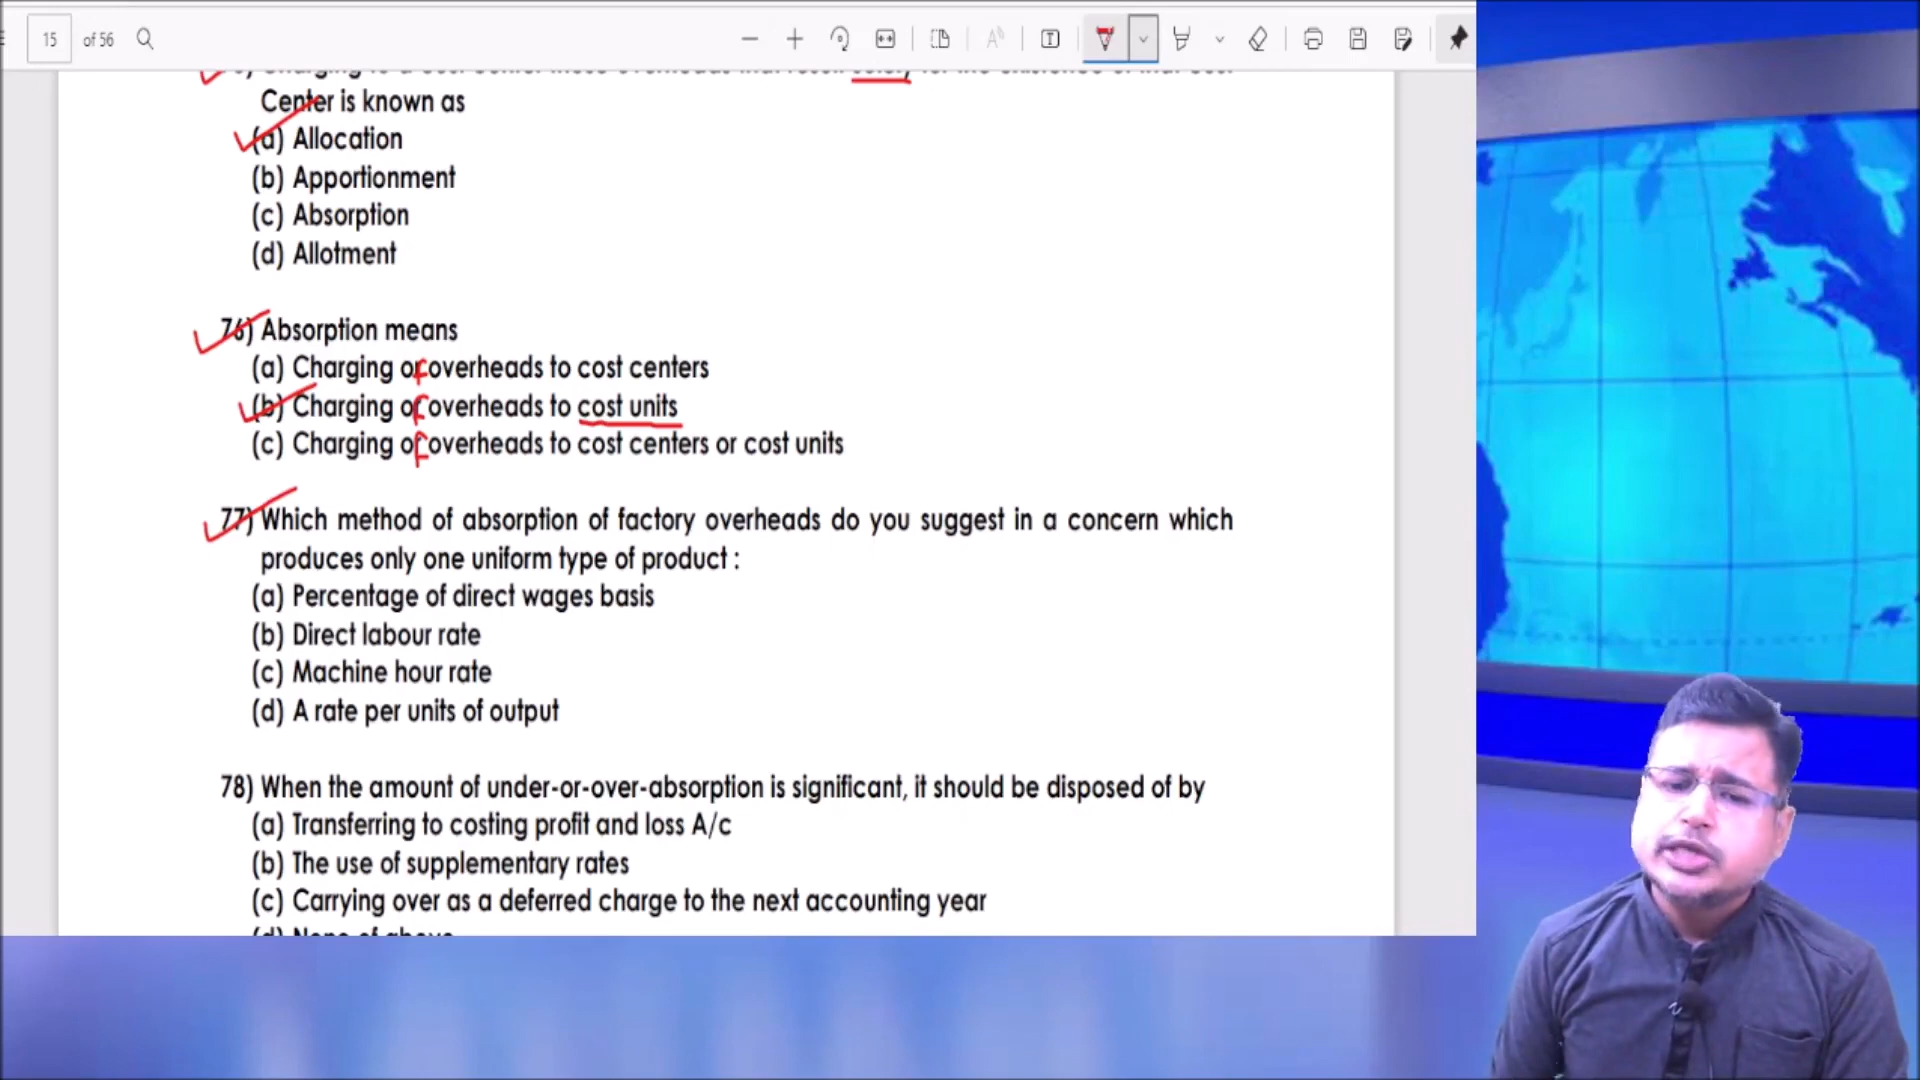 15 of 56
Center is known as
(a) Allocation
(b) Apportionment
(c) Absorption
(d) Allotment
76) Absorption means
(a) Charging of overheads to cost centers
(b) Charging of overheads to cost units
(c) Charging of overheads to cost centers or cost units
77) Which method of absorption of factory overheads do you suggest in a concern which
produces only one uniform type of product :
(a) Percentage of direct wages basis
(b) Direct labour rate
(c) Machine hour rate
(d) A rate per units of output
78) When the amount of under-or-over-absorption is significant, it should be disposed of by
(a) Transferring to costing profit and loss A/c
(b) The use of supplementary rates
(c) Carrying over as a deferred charge to the next accounting year
(d) None of above